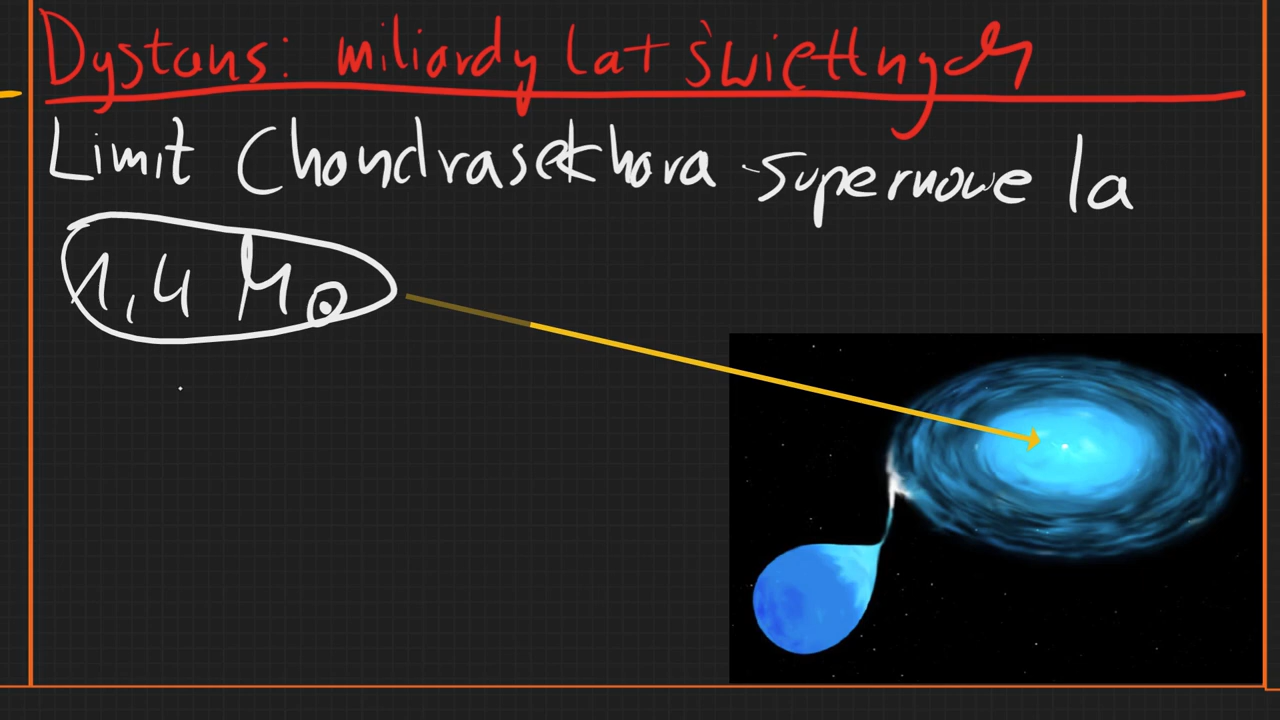 Dystans: miliardy lat świetlnych
Limit Chandrasekhara - Supernowe Ia
1,4 M☉